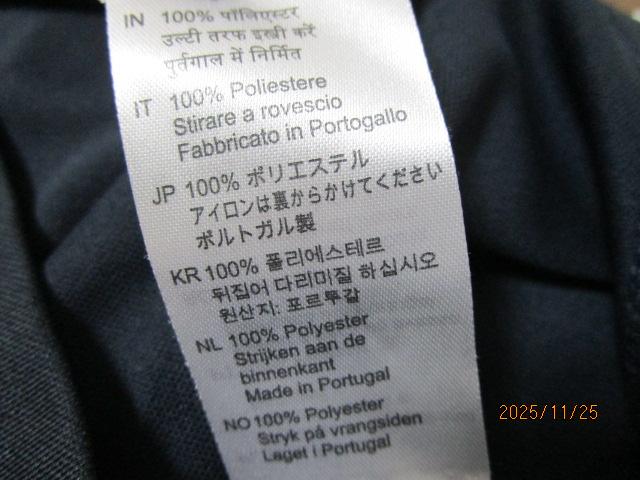 IN 100% पॉलिएस्टर
उल्टी तरफ इस्त्री करें
पुर्तगाल में निर्मित
IT 100% Poliestere
Stirare a rovescio
Fabbricato in Portogallo
JP 100% ポリエステル
アイロンは裏からかけてください
ポルトガル製
KR 100% 폴리에스테르
뒤집어 다리미질 하십시오
원산지: 포르투갈
NL 100% Polyester
Strijken aan de
binnenkant
Made in Portugal
NO 100% Polyester
Stryk på vrangsiden
Laget i Portugal
2025/11/25